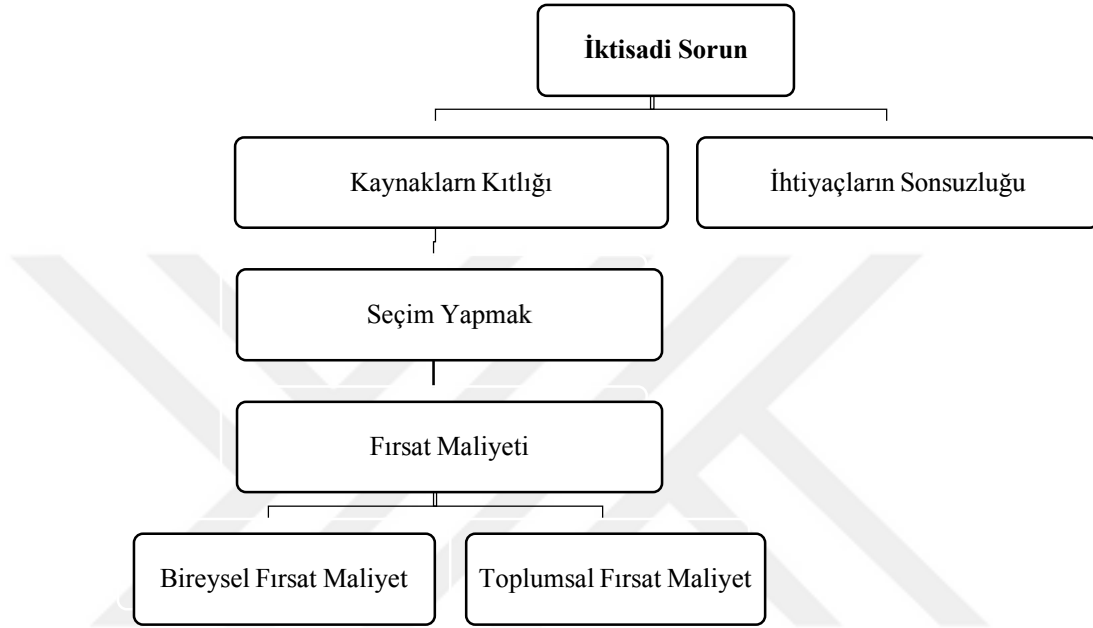 İktisadi Sorun
Kaynaklarn Kıtlığı
İhtiyaçların Sonsuzluğu
Seçim Yapmak
Fırsat Maliyeti
Bireysel Fırsat Maliyet
Toplumsal Fırsat Maliyet